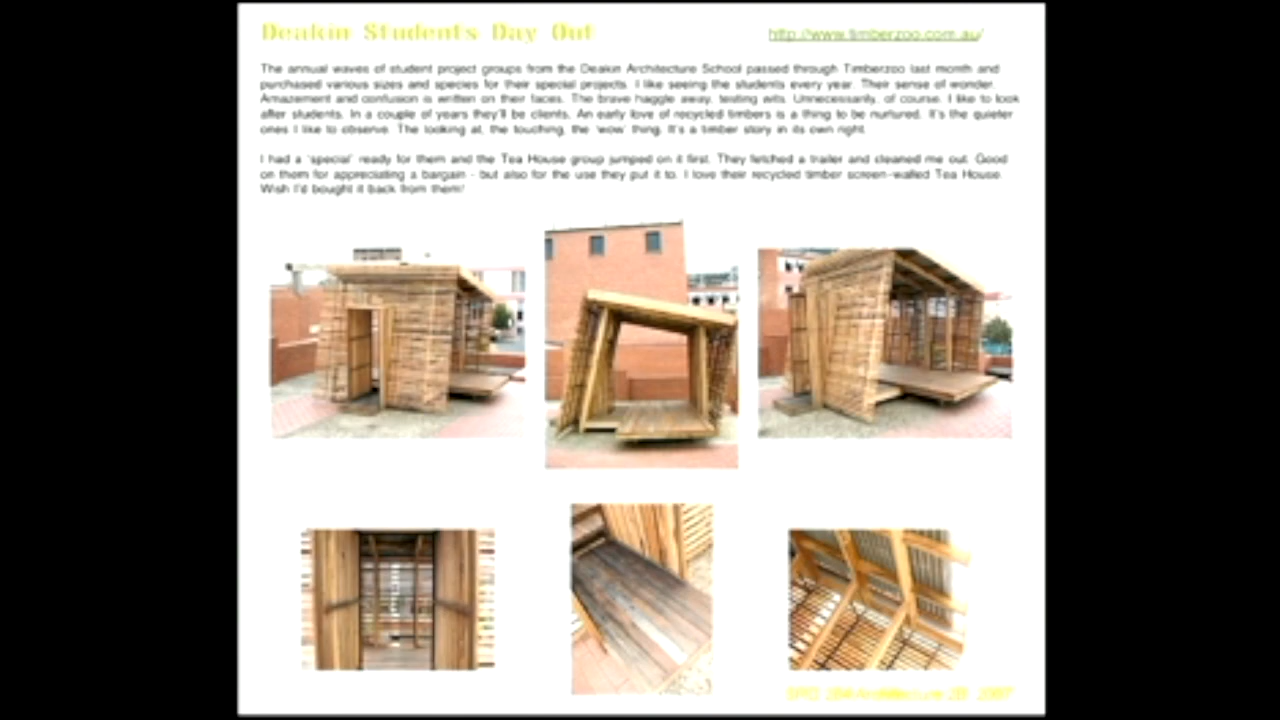 Deakin Students Day Out
http://www.timberzoo.com.au/
The annual waves of student project groups from the Deakin Architecture School passed through Timberzoo last month and
purchased various sizes and species for their special projects. I like seeing the students every year. Their sense of wonder.
Amazement and confusion is written on their faces. The brave haggle away, testing wits. Unnecessarily, of course. I like to look
after students. In a couple of years they'll be clients. An early love of recycled timbers is a thing to be nurtured. It's the quieter
ones I like to observe. The looking at, the touching, the 'wow' thing. It's a timber story in its own right.
I had a 'special' ready for them and the Tea House group jumped on it first. They fetched a trailer and cleaned me out. Good
on them for appreciating a bargain - but also for the use they put it to. I love their recycled timber screen-walled Tea House.
Wish I'd bought it back from them!
Architecture 2B 2007